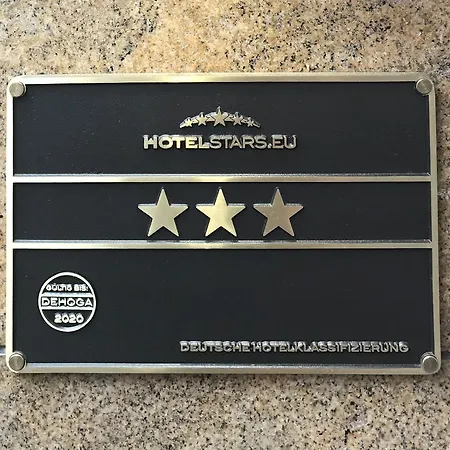 HOTELSTARS.EU
GÜLTIG BIS:
DEHOGA
2020
DEUTSCHE HOTELKLASSIFIZIERUNG